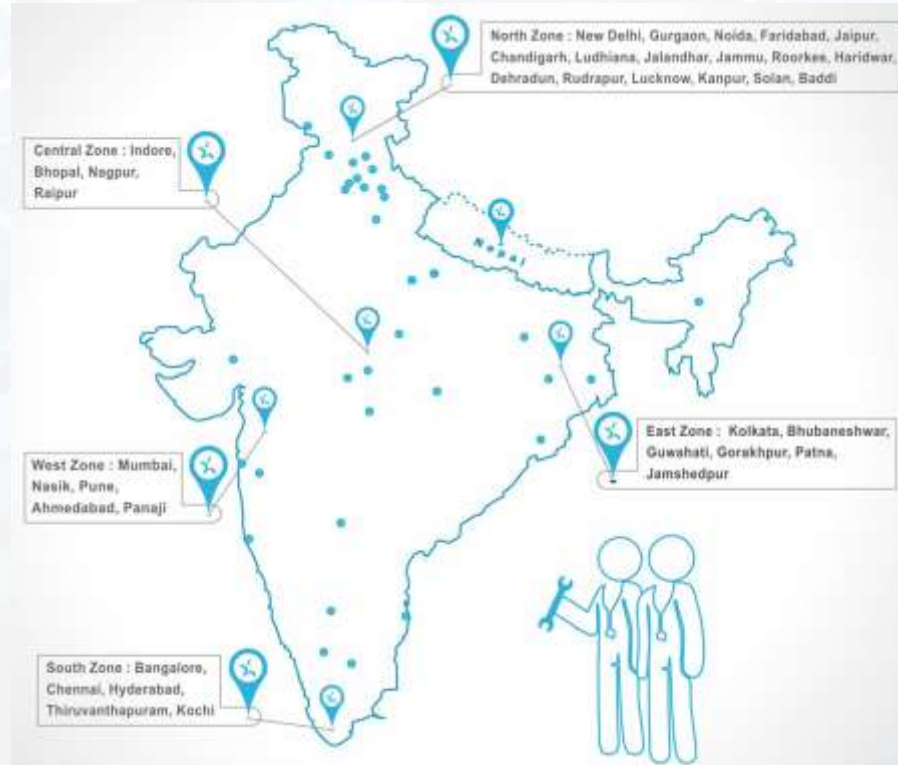 North Zone : New Delhi, Gurgaon, Noida, Faridabad, Jaipur,
Chandigarh, Ludhiana, Jalandhar, Jammu, Roorkee, Haridwar,
Dehradun, Rudrapur, Lucknow, Kanpur, Solan, Baddi
Central Zone : Indore,
Bhopal, Nagpur,
Raipur
Nepal
East Zone : Kolkata, Bhubaneshwar,
Guwahati, Gorakhpur, Patna,
Jamshedpur
West Zone : Mumbai,
Nasik, Pune,
Ahmedabad, Panaji
South Zone : Bangalore,
Chennai, Hyderabad,
Thiruvanthapuram, Kochi